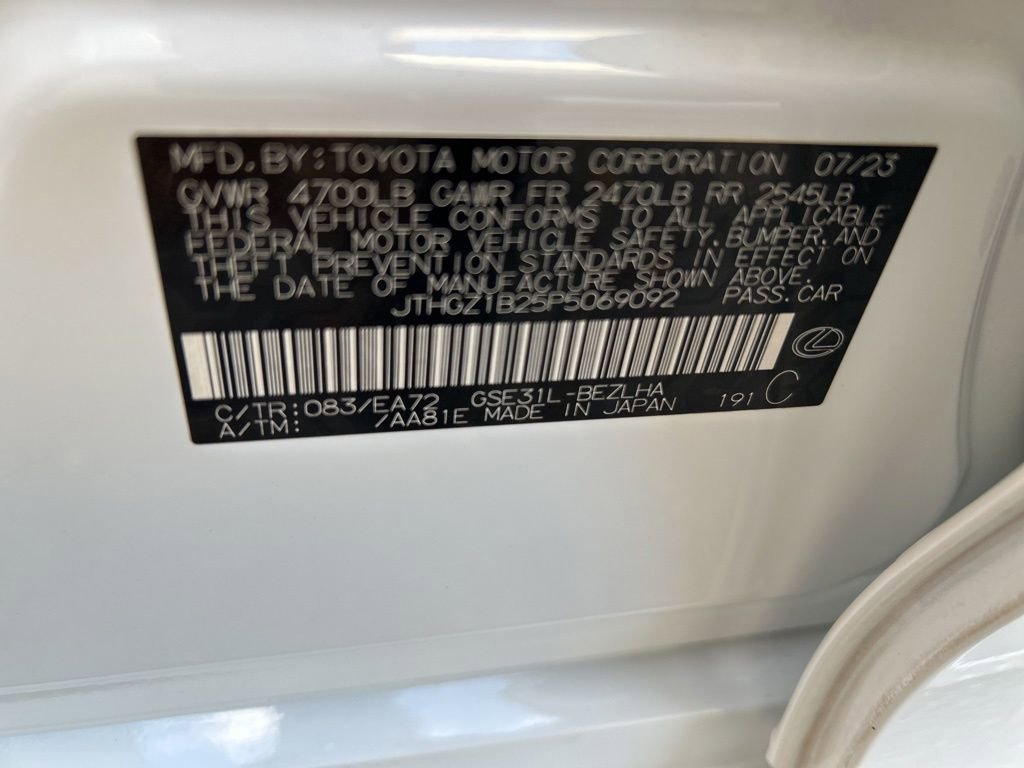 MFD. BY: TOYOTA MOTOR CORPORATION 07/23
GVWR 4700LB GAWR FR 2470LB RR 2545LB
THIS VEHICLE CONFORMS TO ALL APPLICABLE
FEDERAL MOTOR VEHICLE SAFETY, BUMPER, AND
THEFT PREVENTION STANDARDS IN EFFECT ON
THE DATE OF MANUFACTURE SHOWN ABOVE.
JTHGZ1B25P5069092 PASS. CAR
C/TR: 083/EA72 GSE31L-BEZLHA
A/TM: /AA81E MADE IN JAPAN 191 C